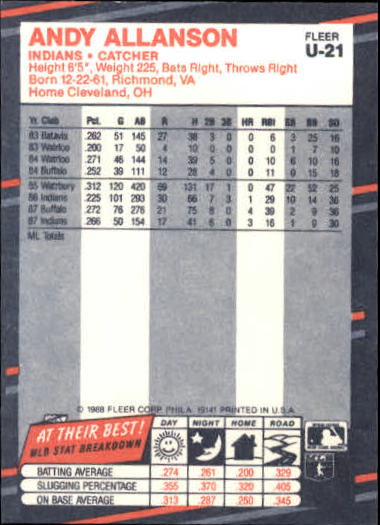 ANDY ALLANSON
FLEER
U-21
INDIANS • CATCHER
Height 6'5", Weight 225, Bats Right, Throws Right
Born 12-22-61, Richmond, VA
Home Cleveland, OH
Yr. Club Pct. G AB R H 2B 3B HR RBI SB BB SO
83 Batavia .262 51 145 27 38 3 0 0 6 3 25 16
83 Watrloo .200 17 50 4 10 0 0 0
84 Watrloo .271 46 144 14 39 5 0 0 10 6 10 16
84 Buffalo .252 39 111 12 28 4 0 0 11 0 15 18
85 Watrbury .312 120 420 69 131 17 1 0 47 22 52 25
86 Indians .225 101 293 30 66 7 3 1 29 10 14 36
87 Buffalo .272 76 276 21 75 8 0 4 39 2 9 36
87 Indians .266 50 154 17 41 6 0 3 16 1 9 30
ML Totals
© 1988 FLEER CORP. PHILA. 19141 PRINTED IN U.S.A.
AT THEIR BEST!
MLB STAT BREAKDOWN
DAY NIGHT HOME ROAD
BATTING AVERAGE .274 .261 .200 .329
SLUGGING PERCENTAGE .355 .370 .320 .405
ON BASE AVERAGE .313 .287 .250 .345